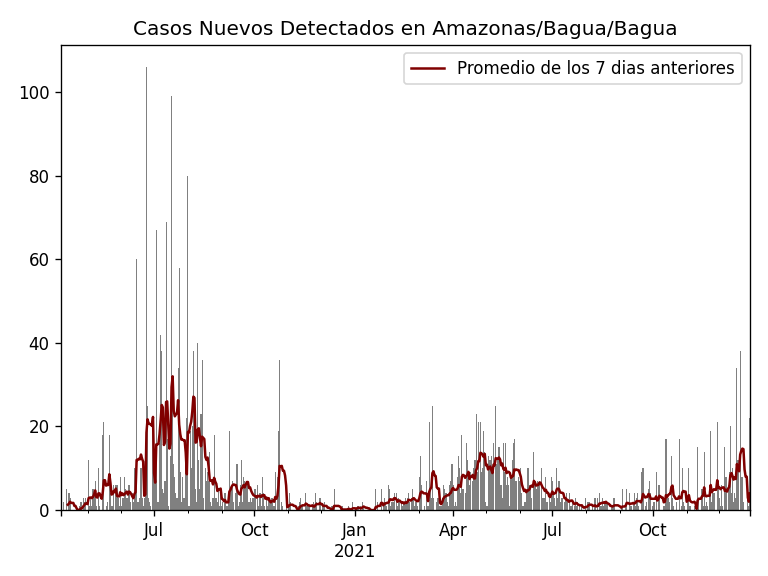 Casos Nuevos Detectados en Amazonas/Bagua/Bagua
Promedio de los 7 dias anteriores
100
80
60
40
20
0
Jul Oct Jan Apr Jul Oct
2021